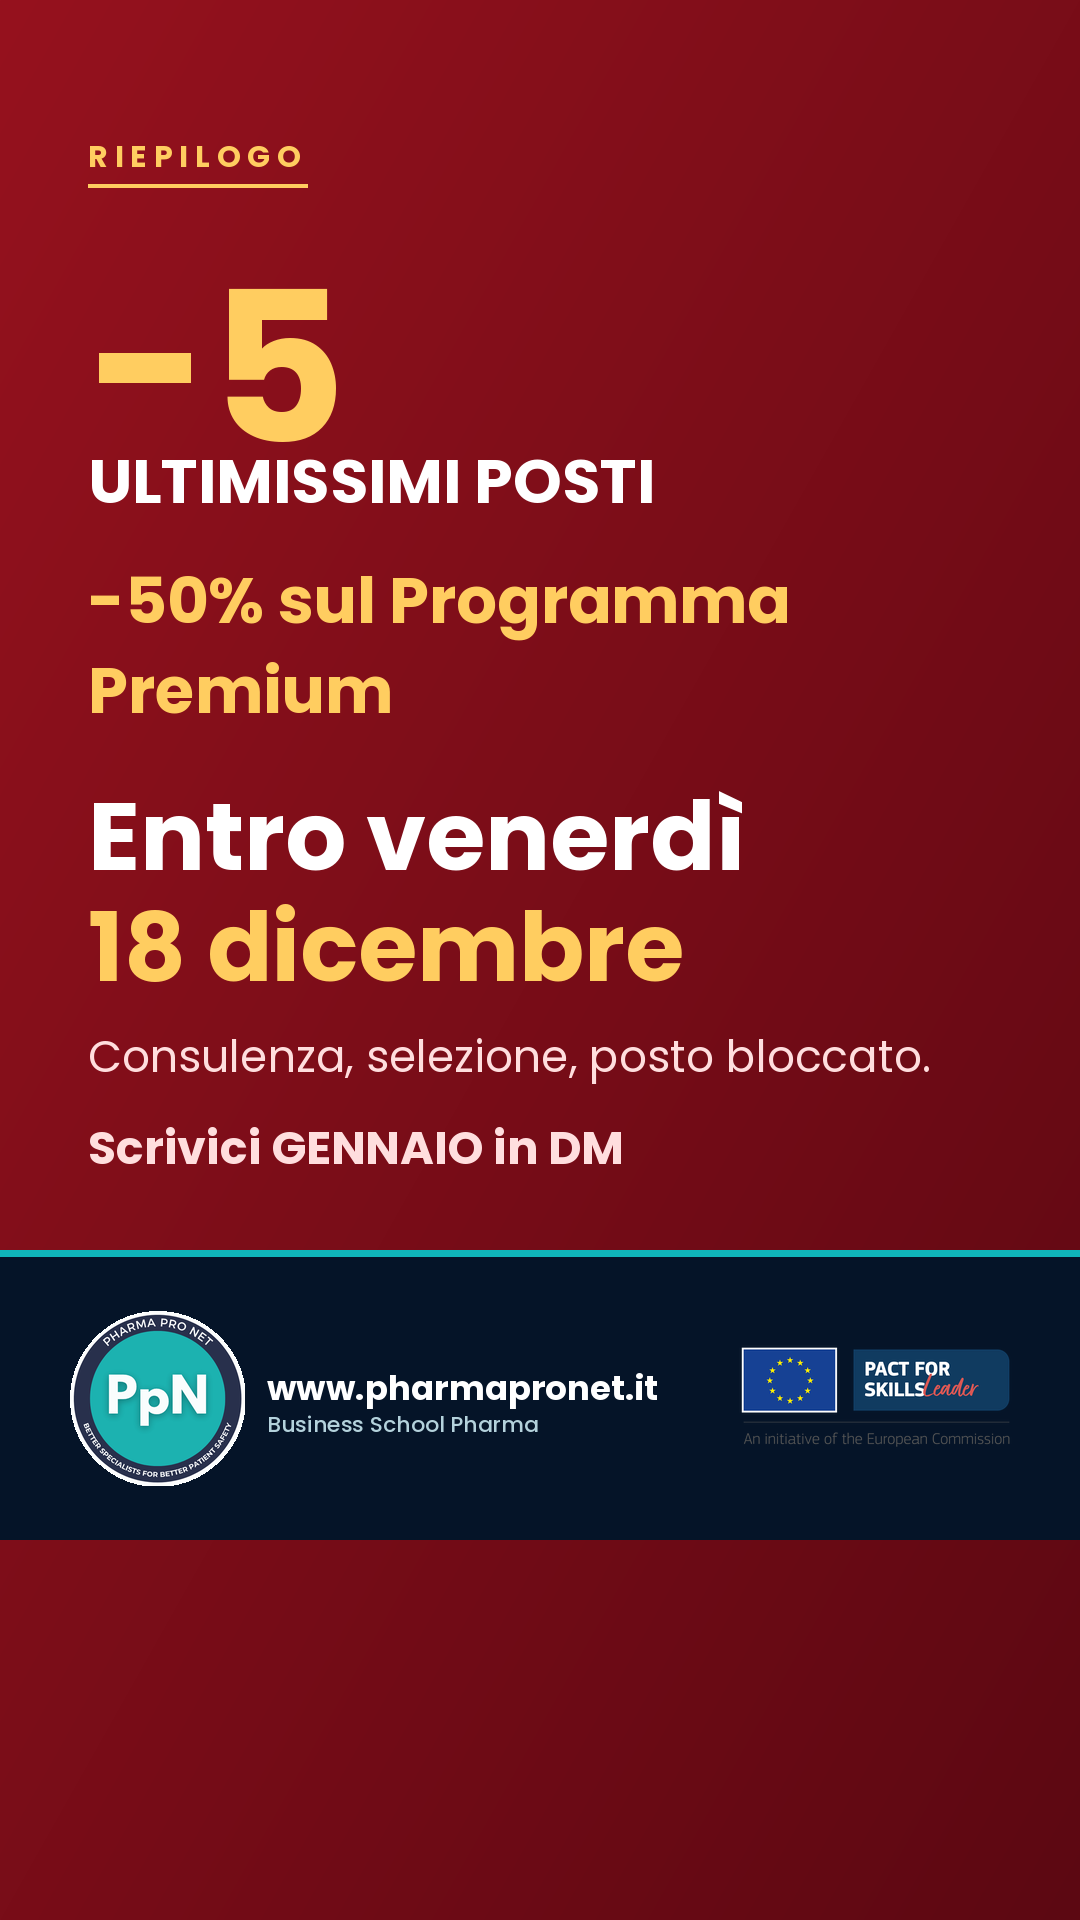 RIEPILOGO
-5
ULTIMISSIMI POSTI
-50% sul Programma
Premium
Entro venerdì
18 dicembre
Consulenza, selezione, posto bloccato.
Scrivici GENNAIO in DM
PHARMA PRO NET
PpN
BETTER SPECIALISTS FOR BETTER PATIENT SAFETY
www.pharmapronet.it
Business School Pharma
PACT FOR
SKILLS Leader
An initiative of the European Commission